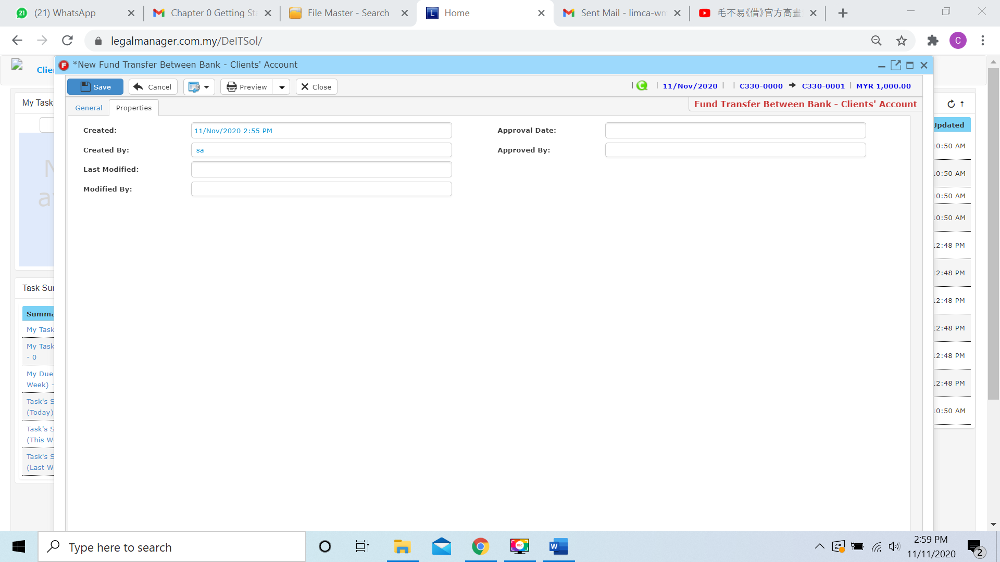 21 (21) WhatsApp
Chapter 0 Getting St
File Master - Search
L Home
Sent Mail - limca-wm
毛不易《借》官方高畫
legalmanager.com.my/DeITSol/
C
Clie
F *New Fund Transfer Between Bank - Clients' Account
Save
Cancel
Preview
Close
| C | 11/Nov/2020 | | C330-0000 → C330-0001 | MYR 1,000.00
My Task
General
Properties
Fund Transfer Between Bank - Clients' Account
Created:
11/Nov/2020 2:55 PM
Approval Date:
Updated
Created By:
sa
Approved By:
10:50 AM
Last Modified:
10:50 AM
Modified By:
10:50 AM
10:50 AM
12:48 PM
12:48 PM
Task Su
12:48 PM
Summa
My Task
12:48 PM
My Task
- 0
12:48 PM
My Due
Week) -
12:48 PM
Task's S
(Today)
10:50 AM
Task's S
(This W
Task's S
(Last W
Type here to search
REC
W
2:59 PM
11/11/2020
2